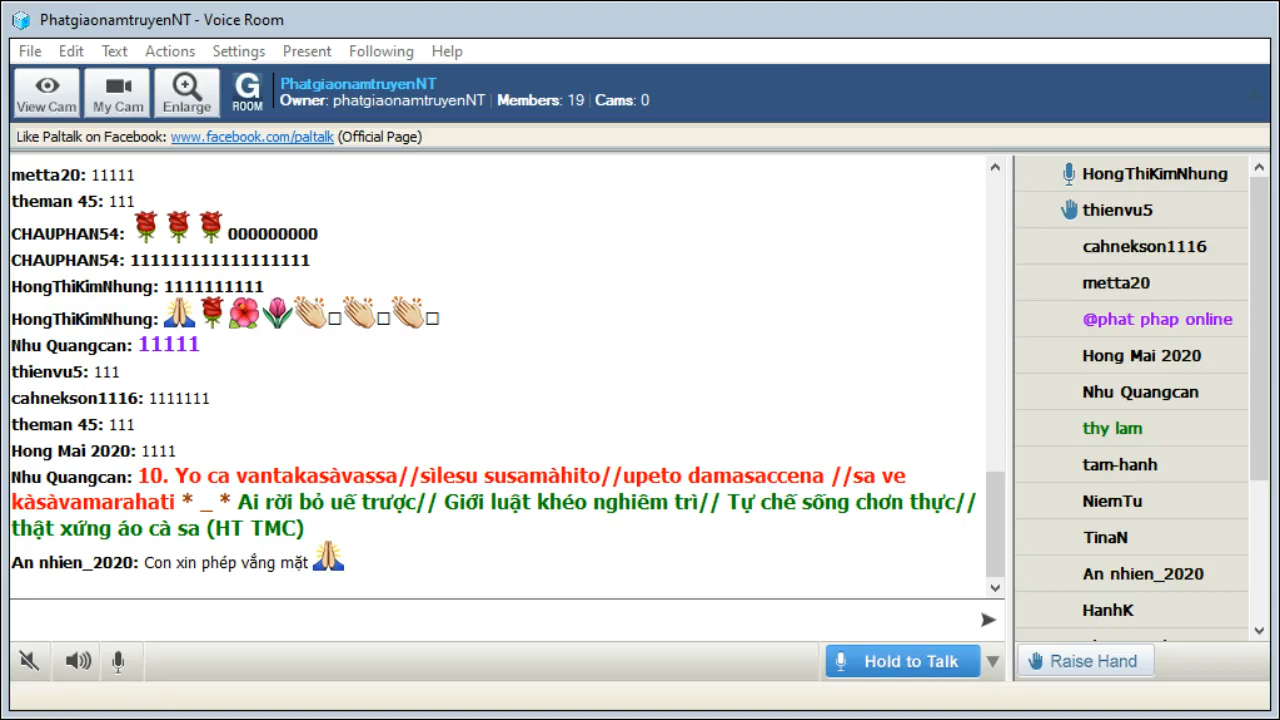 PhatgiaonamtruyenNT - Voice Room
File Edit Text Actions Settings Present Following Help
View Cam My Cam Enlarge G ROOM
PhatgiaonamtruyenNT
Owner: phatgiaonamtruyenNT | Members: 19 | Cams: 0
Like Paltalk on Facebook: www.facebook.com/paltalk (Official Page)
metta20: 11111
theman 45: 111
CHAUPHAN54: 000000000
CHAUPHAN54: 111111111111111111
HongThiKimNhung: 1111111111
HongThiKimNhung:
Nhu Quangcan: 11111
thienvu5: 111
cahnekson1116: 1111111
theman 45: 111
Hong Mai 2020: 1111
Nhu Quangcan: 10. Yo ca vantakasàvassa//sìlesu susamàhito//upeto damasaccena //sa ve
kàsàvamarahati * _ * Ai rời bỏ uế trược// Giới luật khéo nghiêm trì// Tự chế sống chơn thực//
thật xứng áo cà sa (HT TMC)
An nhien_2020: Con xin phép vắng mặt
Hold to Talk
HongThiKimNhung
thienvu5
cahnekson1116
metta20
@phat phap online
Hong Mai 2020
Nhu Quangcan
thy lam
tam-hanh
NiemTu
TinaN
An nhien_2020
HanhK
Raise Hand